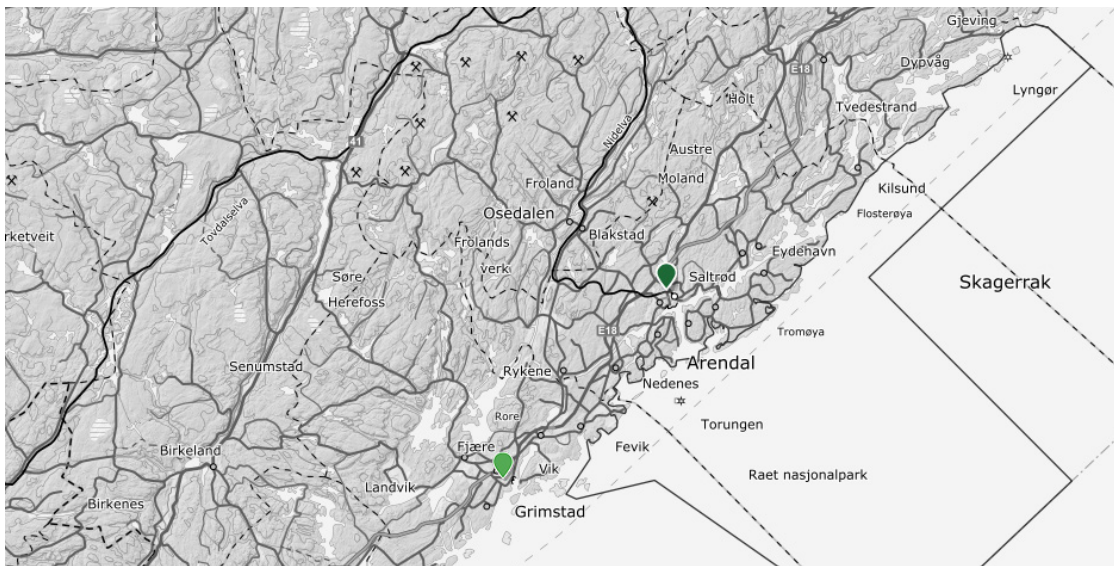 Gjeving
Dypvåg
E18
Lyngør
Holt
Tvedestrand
Nidelva
41
Austre
Moland
Froland
Kilsund
Tovdalselva
Osedalen
Flosterøya
Blakstad
rketveit
Frolands
verk
Eydehavn
Søre
Herefoss
Saltrød
Skagerrak
E18
Tromøya
Senumstad
Rykene
Arendal
Nedenes
Rore
Torungen
Birkeland
Fjære
Vik
Fevik
Raet nasjonalpark
Landvik
Birkenes
Grimstad